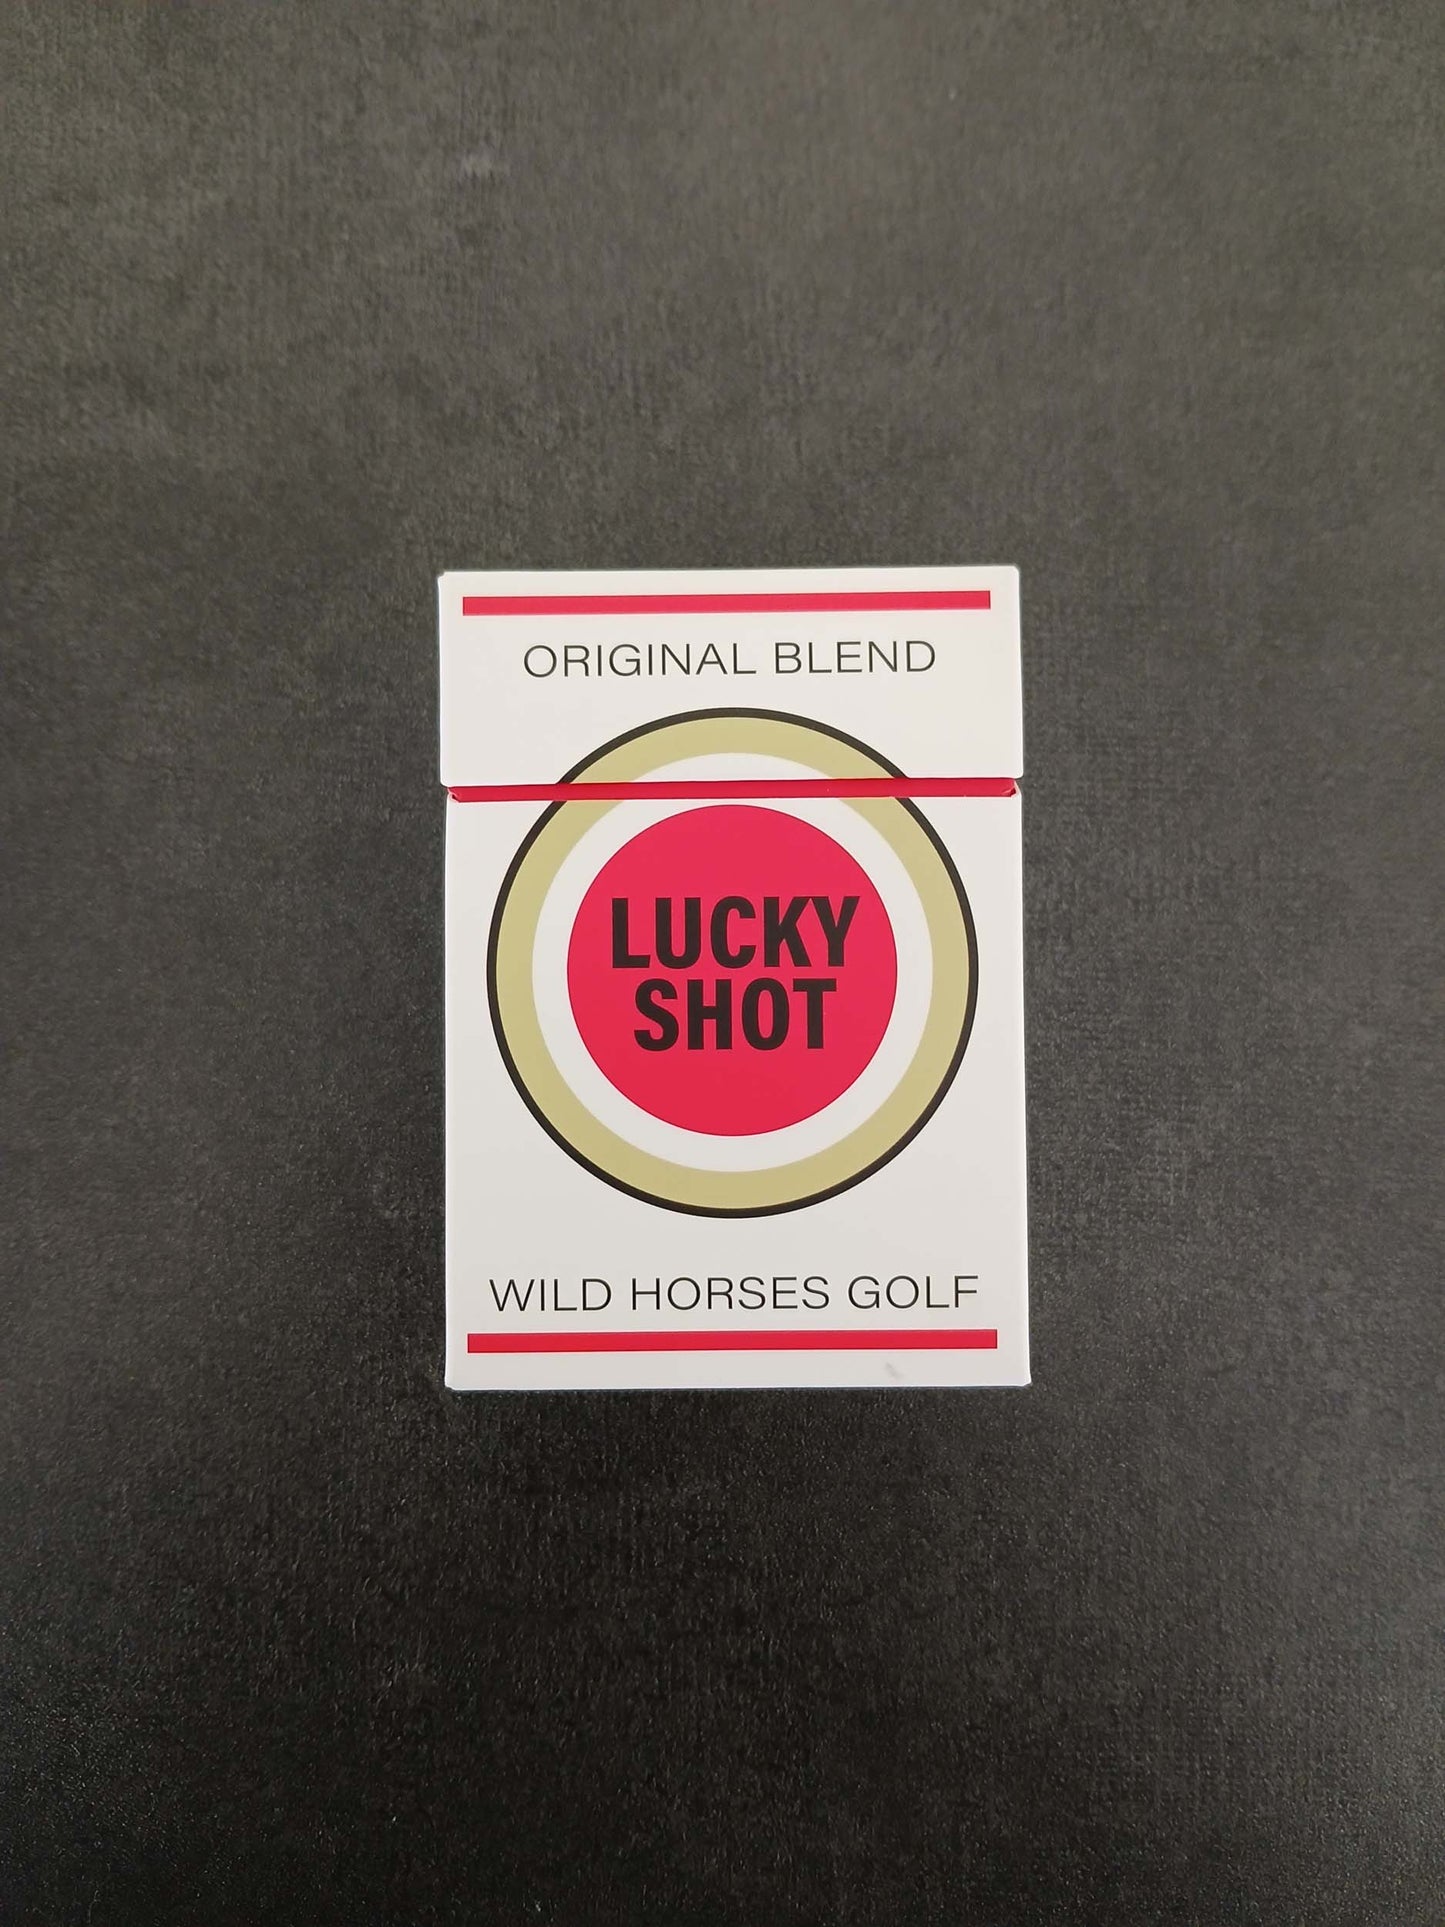 ORIGINAL BLEND
LUCKY
SHOT
WILD HORSES GOLF